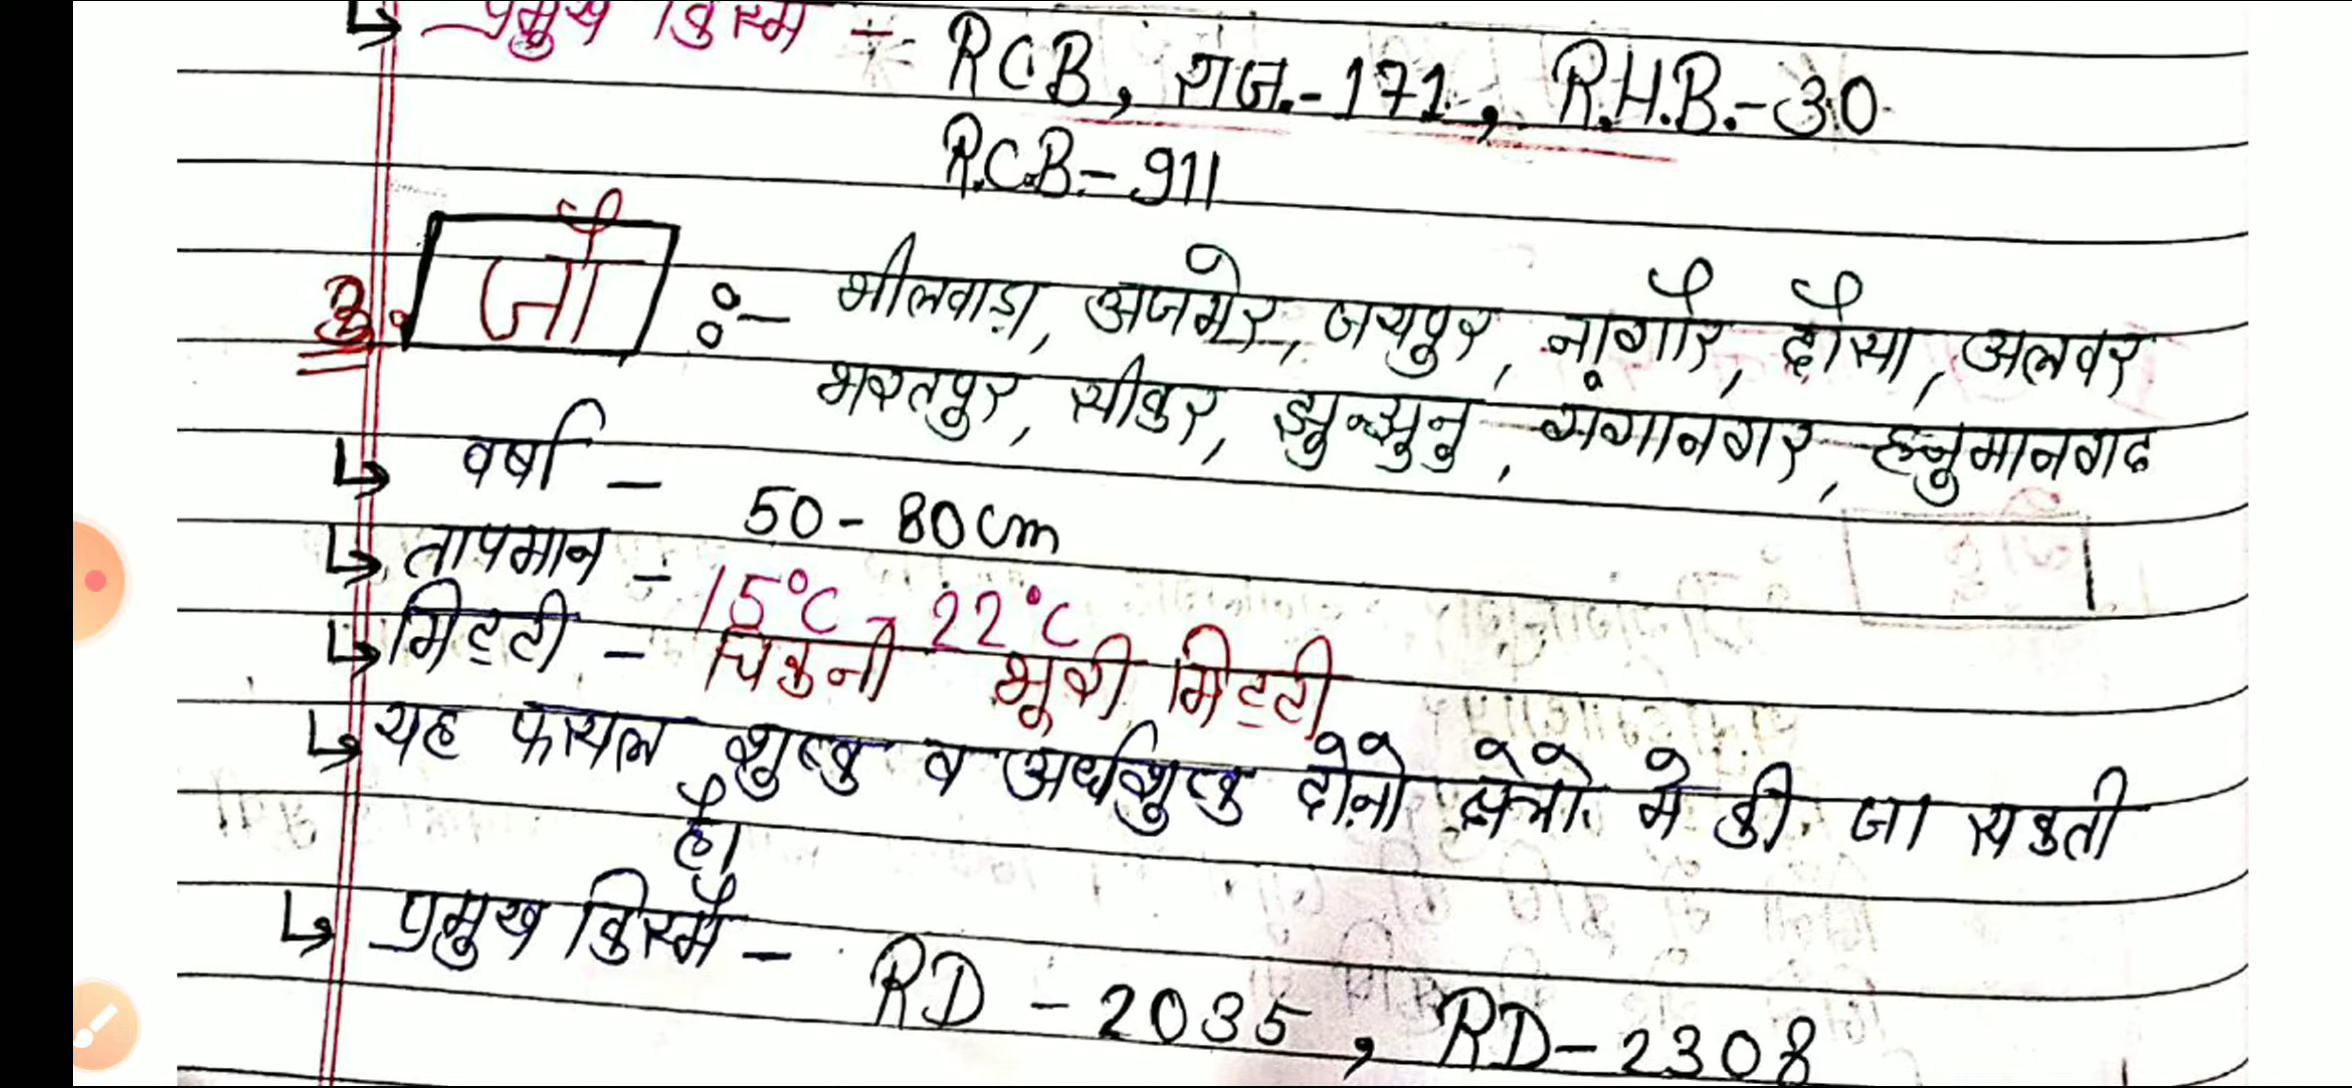 ↳ प्रमुख किस्म - RCB, राज.-171, R.H.B.-30
R.C.B.-911
3. जौ :- भीलवाड़ा, अजमेर, जयपुर, नागौर, दौसा, अलवर
भरतपुर, सीकर, झुन्झुनु, गंगानगर, हनुमानगढ
↳ वर्षा - 50-80cm
↳ तापमान - 15°C - 22°C
↳ मिट्टी - चिकनी भूरी मिट्टी
↳ यह फसल शुष्क व अर्धशुष्क दोनो क्षेत्रो में की जा सकती
है।
↳ प्रमुख किस्मै - RD-2035, RD-2308